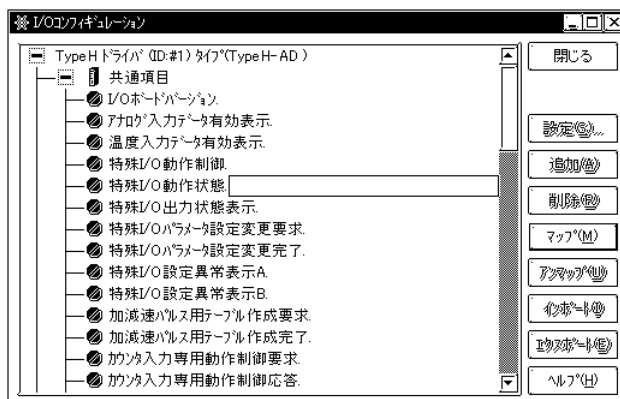 I/Oコンフィギュレーション
TypeH ドライバ (ID:#1) タイプ(TypeH-AD )
共通項目
I/Oボードバージョン.
アナログ入力データ有効表示.
温度入力データ有効表示.
特殊I/O動作制御.
特殊I/O動作状態.
特殊I/O出力状態表示.
特殊I/Oパラメータ設定変更要求.
特殊I/Oパラメータ設定変更完了.
特殊I/O設定異常表示A.
特殊I/O設定異常表示B.
加減速パルス用テーブル作成要求.
加減速パルス用テーブル作成完了.
カウンタ入力専用動作制御要求.
カウンタ入力専用動作制御応答.
閉じる
設定(S)...
追加(A)
削除(R)
マップ(M)
アンマップ(U)
インポート(I)
エクスポート(E)
ヘルプ(H)